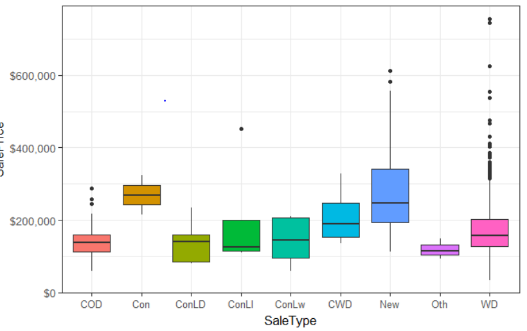 $600,000
$400,000
$200,000
$0
COD Con ConLD ConLI ConLw CWD New Oth WD
SaleType